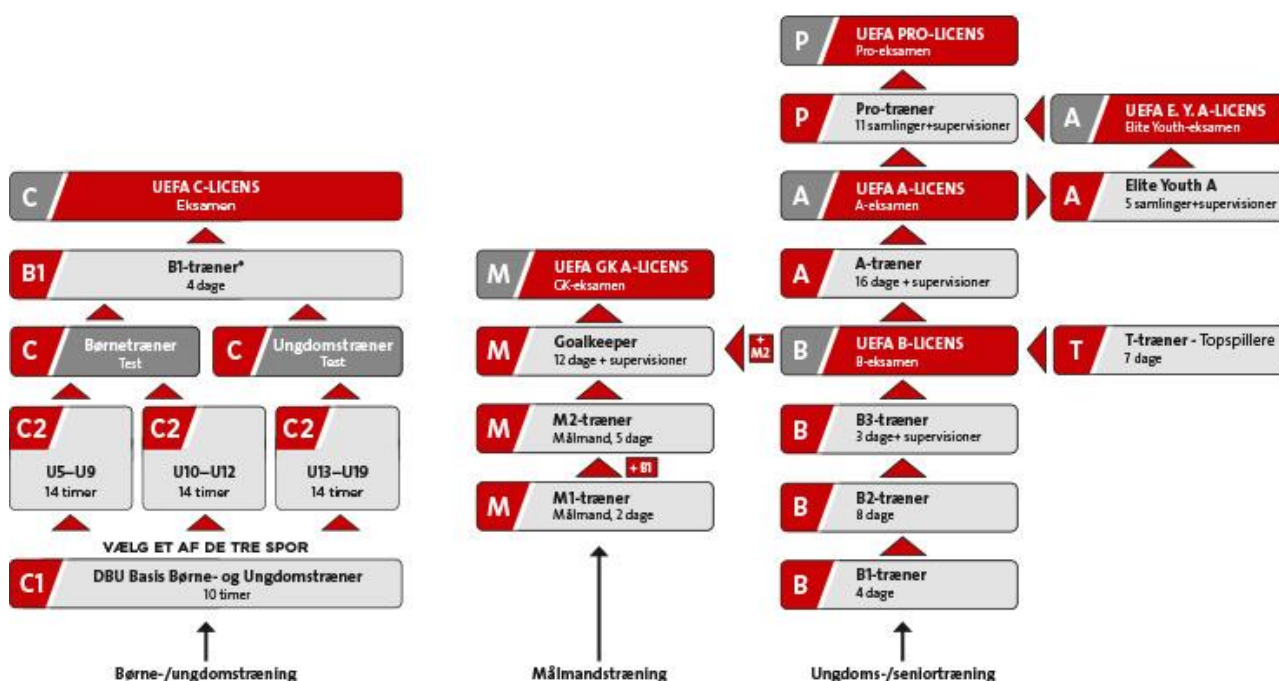 P
UEFA PRO-LICENS
Pro-eksamen
P
Pro-træner
11 samlinger+supervisioner
A
UEFA E. Y. A-LICENS
Elite Youth-eksamen
C
UEFA C-LICENS
Eksamen
A
UEFA A-LICENS
A-eksamen
A
Elite Youth A
5 samlinger+supervisioner
B1
B1-træner*
4 dage
M
UEFA GK A-LICENS
GK-eksamen
A
A-træner
16 dage + supervisioner
C
Børnetræner
Test
C
Ungdomstræner
Test
M
Goalkeeper
12 dage + supervisioner
+
M2
B
UEFA B-LICENS
B-eksamen
T
T-træner - Topspillere
7 dage
C2
U5–U9
14 timer
C2
U10–U12
14 timer
C2
U13–U19
14 timer
M
M2-træner
Målmand, 5 dage
B
B3-træner
3 dage+ supervisioner
+ B1
M
M1-træner
Målmand, 2 dage
B
B2-træner
8 dage
VÆLG ET AF DE TRE SPOR
C1
DBU Basis Børne- og Ungdomstræner
10 timer
B
B1-træner
4 dage
Børne-/ungdomstræning
Målmandstræning
Ungdoms-/seniortræning